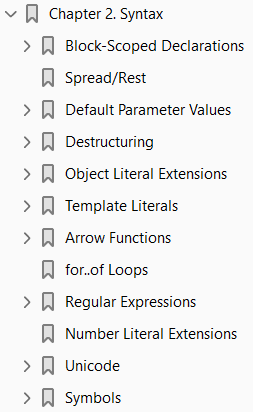 Chapter 2. Syntax
Block-Scoped Declarations
Spread/Rest
Default Parameter Values
Destructuring
Object Literal Extensions
Template Literals
Arrow Functions
for..of Loops
Regular Expressions
Number Literal Extensions
Unicode
Symbols